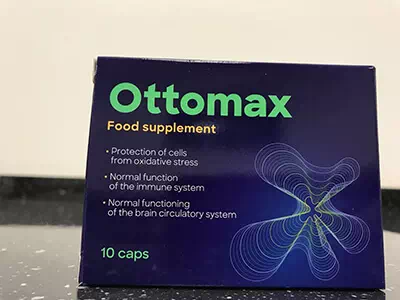 Ottomax
Food supplement
• Protection of cells
from oxidative stress
• Normal function
of the immune system
• Normal functioning
of the brain circulatory system
10 caps